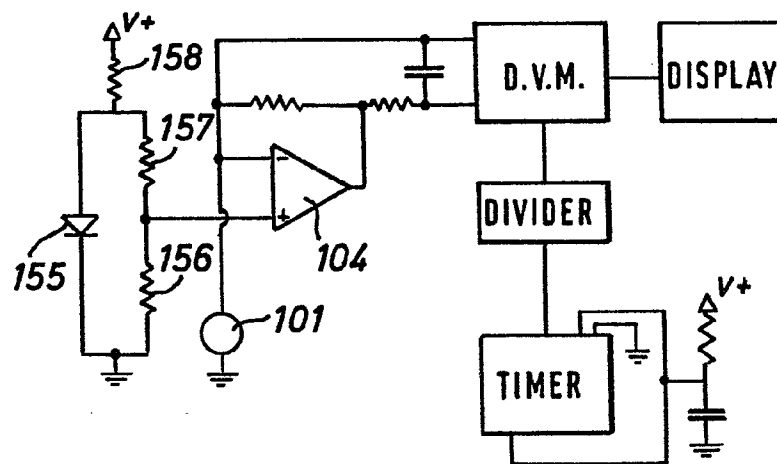 V+
158
157
155
156
101
-
+
104
D.V.M.
DISPLAY
DIVIDER
TIMER
V+